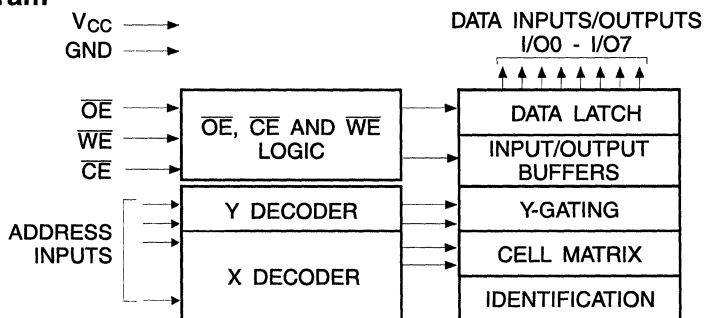 VCC
GND
DATA INPUTS/OUTPUTS
I/O0 - I/O7
OE
WE
CE
OE, CE AND WE
LOGIC
DATA LATCH
INPUT/OUTPUT
BUFFERS
ADDRESS
INPUTS
Y DECODER
Y-GATING
X DECODER
CELL MATRIX
IDENTIFICATION